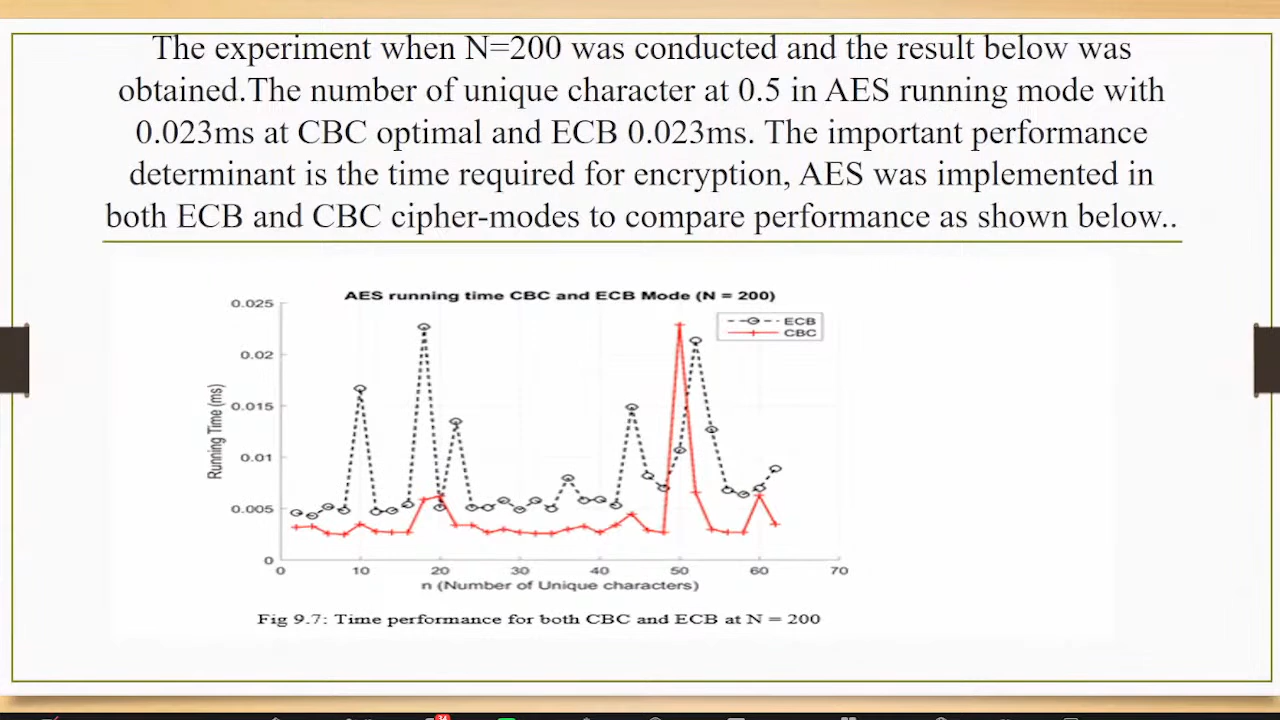 The experiment when N=200 was conducted and the result below was
obtained.The number of unique character at 0.5 in AES running mode with
0.023ms at CBC optimal and ECB 0.023ms. The important performance
determinant is the time required for encryption, AES was implemented in
both ECB and CBC cipher-modes to compare performance as shown below..
AES running time CBC and ECB Mode (N = 200)
ECB
CBC
Running Time (ms)
0.025
0.02
0.015
0.01
0.005
0
0 10 20 30 40 50 60 70
n (Number of Unique characters)
Fig 9.7: Time performance for both CBC and ECB at N = 200